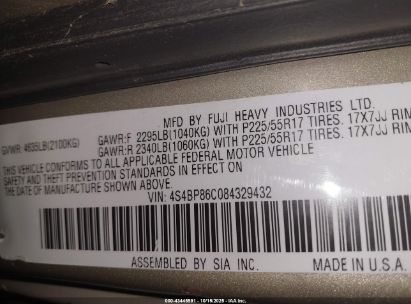 MFD BY FUJI HEAVY INDUSTRIES LTD.
GVWR: 4635LB(2100KG) GAWR:F 2295LB(1040KG) WITH P225/55R17 TIRES. 17X7JJ RIM
GAWR:R 2340LB(1060KG) WITH P225/55R17 TIRES. 17X7JJ RIM
THIS VEHICLE CONFORMS TO ALL APPLICABLE FEDERAL MOTOR VEHICLE
SAFETY AND THEFT PREVENTION STANDARDS IN EFFECT ON
THE DATE OF MANUFACTURE SHOWN ABOVE.
VIN: 4S4BP86C084329432
ASSEMBLED BY SIA INC. MADE IN U.S.A.
000-43446591 - 10/15/2025 - IAA Inc.